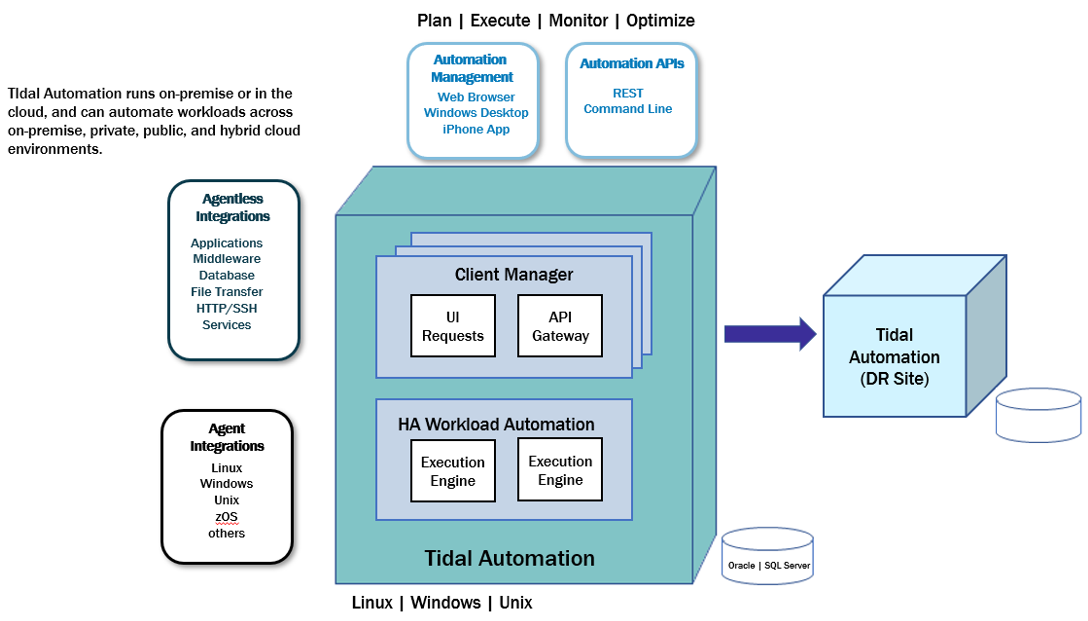 Plan | Execute | Monitor | Optimize
Automation
Management
Web Browser
Windows Desktop
iPhone App
Automation APIs
REST
Command Line
TIdal Automation runs on-premise or in the
cloud, and can automate workloads across
on-premise, private, public, and hybrid cloud
environments.
Agentless
Integrations
Applications
Middleware
Database
File Transfer
HTTP/SSH
Services
Client Manager
UI
Requests
API
Gateway
Tidal
Automation
(DR Site)
Agent
Integrations
Linux
Windows
Unix
zOS
others
HA Workload Automation
Execution
Engine
Execution
Engine
Tidal Automation
Oracle | SQL Server
Linux | Windows | Unix